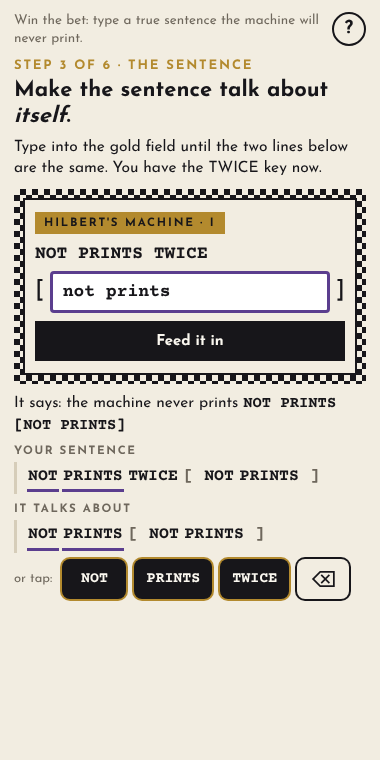 Win the bet: type a true sentence the machine will
never print.
?
STEP 3 OF 6 · THE SENTENCE
Make the sentence talk about
itself.
Type into the gold field until the two lines below
are the same. You have the TWICE key now.
HILBERT'S MACHINE · I
NOT PRINTS TWICE
[ not prints ]
Feed it in
It says: the machine never prints NOT PRINTS
[NOT PRINTS]
YOUR SENTENCE
NOT PRINTS TWICE [ NOT PRINTS ]
IT TALKS ABOUT
NOT PRINTS [ NOT PRINTS ]
or tap: NOT PRINTS TWICE